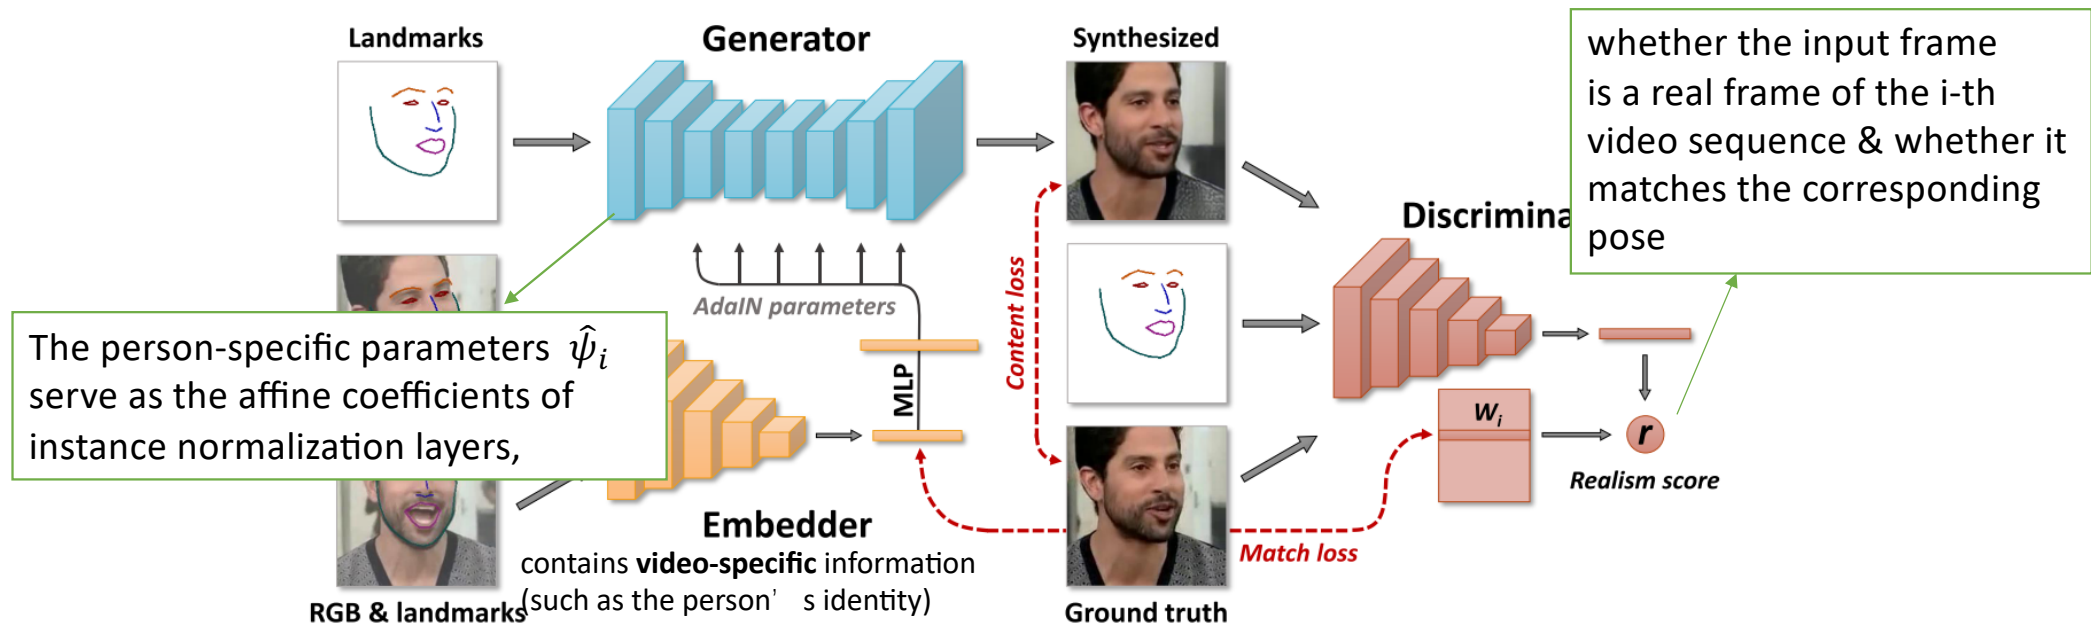 Landmarks
Generator
Synthesized
whether the input frame
is a real frame of the i-th
video sequence & whether it
matches the corresponding
pose
Discrimina
AdaIN parameters
Content loss
The person-specific parameters ψ̂ᵢ
serve as the affine coefficients of
instance normalization layers,
MLP
Wᵢ
r
Realism score
Embedder
contains video-specific information
(such as the person' s identity)
Match loss
RGB & landmarks
Ground truth